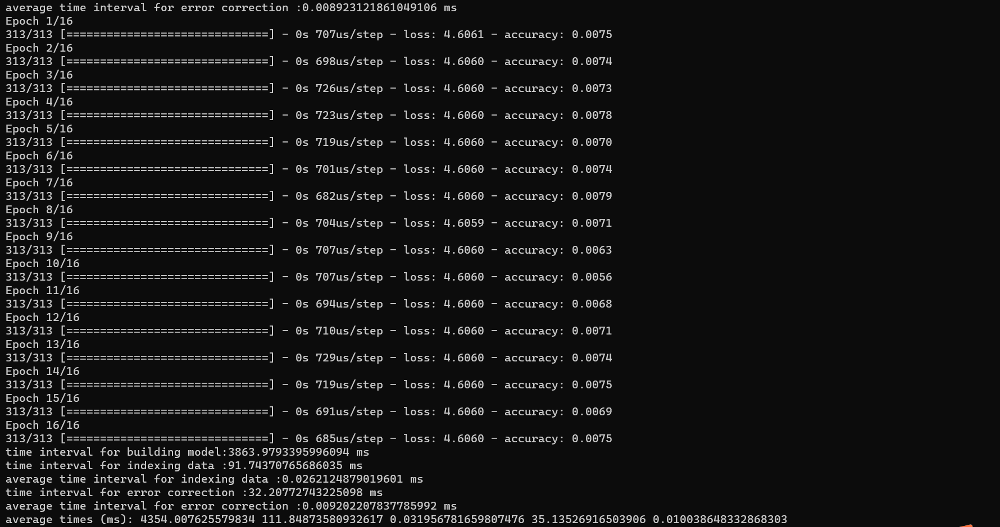 average time interval for error correction :0.008923121861049106 ms
Epoch 1/16
313/313 [==============================] - 0s 707us/step - loss: 4.6061 - accuracy: 0.0075
Epoch 2/16
313/313 [==============================] - 0s 698us/step - loss: 4.6060 - accuracy: 0.0074
Epoch 3/16
313/313 [==============================] - 0s 726us/step - loss: 4.6060 - accuracy: 0.0073
Epoch 4/16
313/313 [==============================] - 0s 723us/step - loss: 4.6060 - accuracy: 0.0078
Epoch 5/16
313/313 [==============================] - 0s 719us/step - loss: 4.6060 - accuracy: 0.0070
Epoch 6/16
313/313 [==============================] - 0s 701us/step - loss: 4.6060 - accuracy: 0.0074
Epoch 7/16
313/313 [==============================] - 0s 682us/step - loss: 4.6060 - accuracy: 0.0079
Epoch 8/16
313/313 [==============================] - 0s 704us/step - loss: 4.6059 - accuracy: 0.0071
Epoch 9/16
313/313 [==============================] - 0s 707us/step - loss: 4.6060 - accuracy: 0.0063
Epoch 10/16
313/313 [==============================] - 0s 707us/step - loss: 4.6060 - accuracy: 0.0056
Epoch 11/16
313/313 [==============================] - 0s 694us/step - loss: 4.6060 - accuracy: 0.0068
Epoch 12/16
313/313 [==============================] - 0s 710us/step - loss: 4.6060 - accuracy: 0.0071
Epoch 13/16
313/313 [==============================] - 0s 729us/step - loss: 4.6060 - accuracy: 0.0074
Epoch 14/16
313/313 [==============================] - 0s 719us/step - loss: 4.6060 - accuracy: 0.0075
Epoch 15/16
313/313 [==============================] - 0s 691us/step - loss: 4.6060 - accuracy: 0.0069
Epoch 16/16
313/313 [==============================] - 0s 685us/step - loss: 4.6060 - accuracy: 0.0075
time interval for building model:3863.9793395996094 ms
time interval for indexing data :91.74370765686035 ms
average time interval for indexing data :0.0262124879019601 ms
time interval for error correction :32.20772743225098 ms
average time interval for error correction :0.009202207837785992 ms
average times (ms): 4354.007625579834 111.84873580932617 0.031956781659807476 35.13526916503906 0.010038648332868303